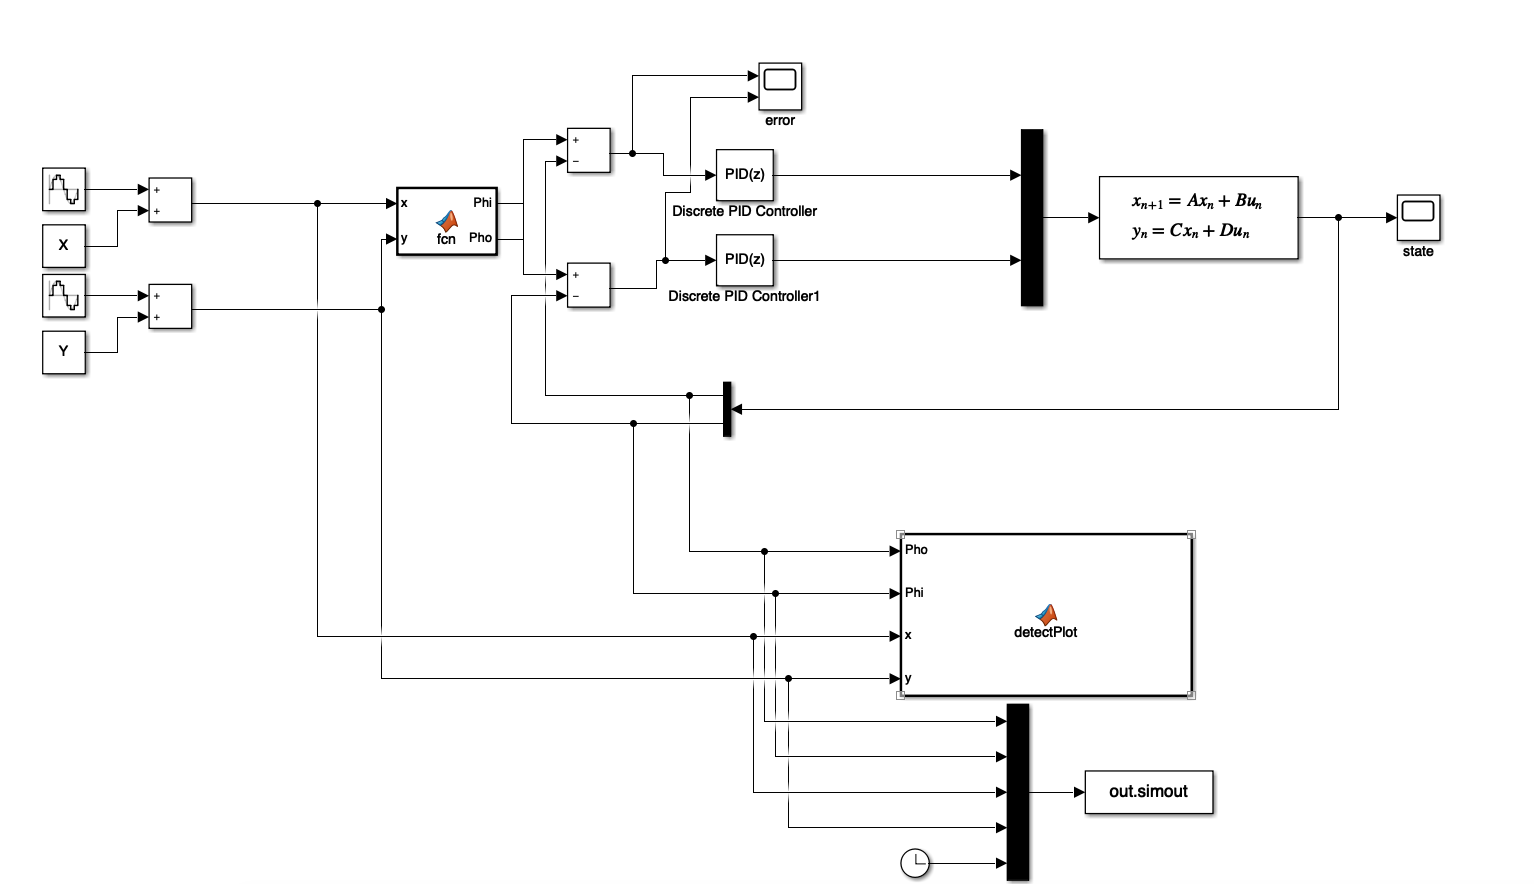 error
+
−
+
+
X
x
y
fcn
Phi
Pho
PID(z)
Discrete PID Controller
+
−
PID(z)
Discrete PID Controller1
xₙ₊₁ = Axₙ + Buₙ
yₙ = Cxₙ + Duₙ
state
+
+
Y
Pho
Phi
x
y
detectPlot
out.simout